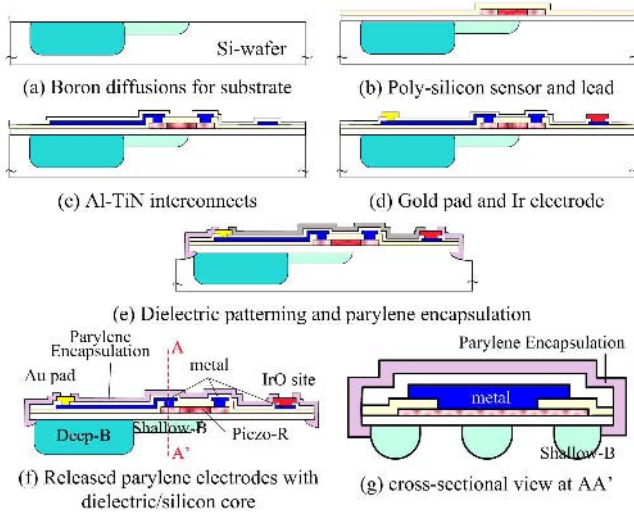 Si-wafer
(a) Boron diffusions for substrate
(b) Poly-silicon sensor and lead
(c) Al-TiN interconnects
(d) Gold pad and Ir electrode
(e) Dielectric patterning and parylene encapsulation
Parylene
Encapsulation
A
Au pad
metal
IrO site
Deep-B
Shallow-B
Piezo-R
A'
(f) Released parylene electrodes with
dielectric/silicon core
Parylene Encapsulation
metal
Shallow-B
(g) cross-sectional view at AA'